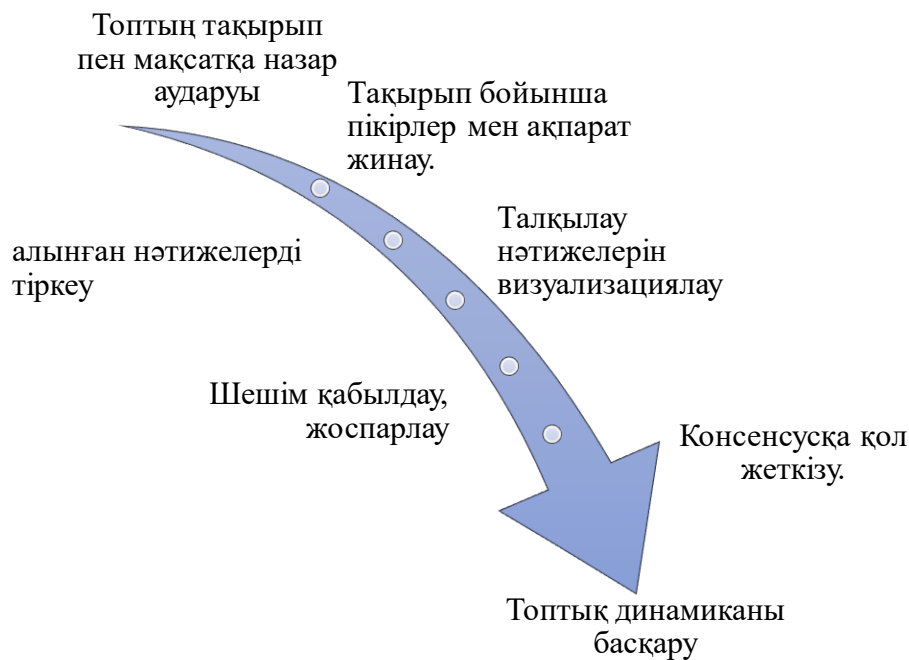 Топтың тақырып
пен мақсатқа назар
аударуы
Тақырып бойынша
пікірлер мен ақпарат
жинау.
алынған нәтижелерді
тіркеу
Талқылау
нәтижелерін
визуализациялау
Шешім қабылдау,
жоспарлау
Консенсусқа қол
жеткізу.
Топтық динамиканы
басқару